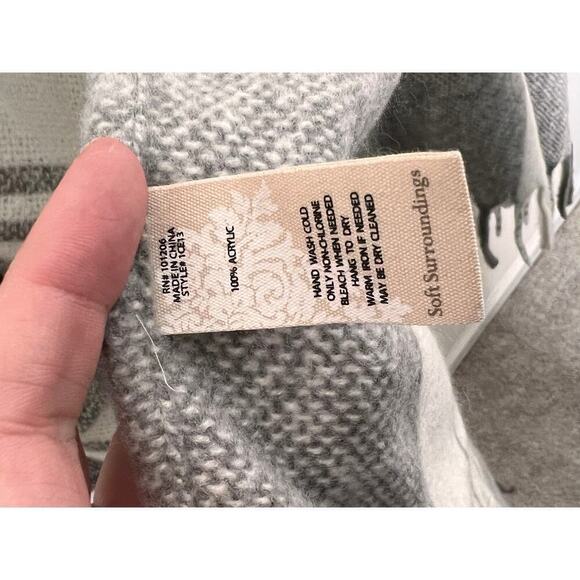 Soft Surroundings
HAND WASH COLD
ONLY NON-CHLORINE
BLEACH WHEN NEEDED
HANG TO DRY
WARM IRON IF NEEDED
MAY BE DRY CLEANED
100% ACRYLIC
RN# 101206
MADE IN CHINA
STYLE# 1CB13